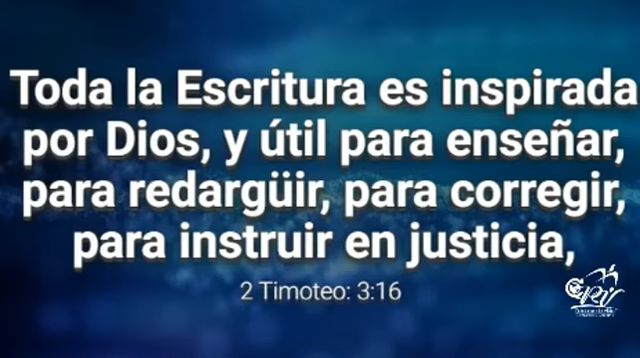 Toda la Escritura es inspirada
por Dios, y útil para enseñar,
para redargüir, para corregir,
para instruir en justicia,
2 Timoteo: 3:16